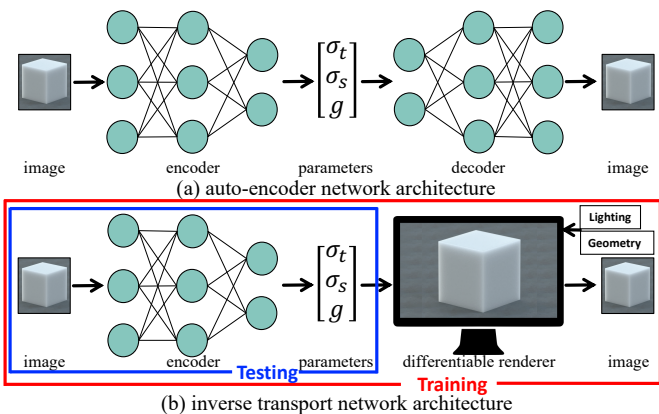 σt
σs
g
image encoder parameters decoder image
(a) auto-encoder network architecture
Lighting
Geometry
σt
σs
g
image encoder parameters differentiable renderer image
Testing
Training
(b) inverse transport network architecture